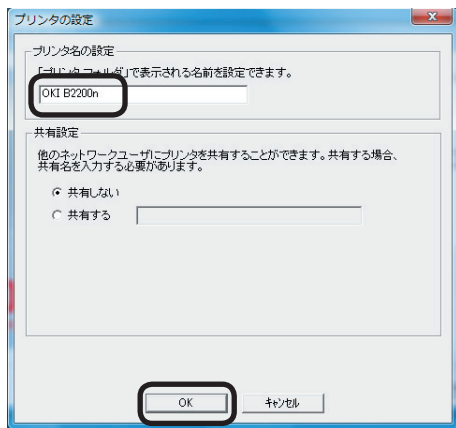 プリンタの設定
プリンタ名の設定
「プリンタ フォルダ」で表示される名前を設定できます。
OKI B2200n
共有設定
他のネットワークユーザにプリンタを共有することができます。共有する場合、
共有名を入力する必要があります。
共有しない
共有する
OK
キャンセル